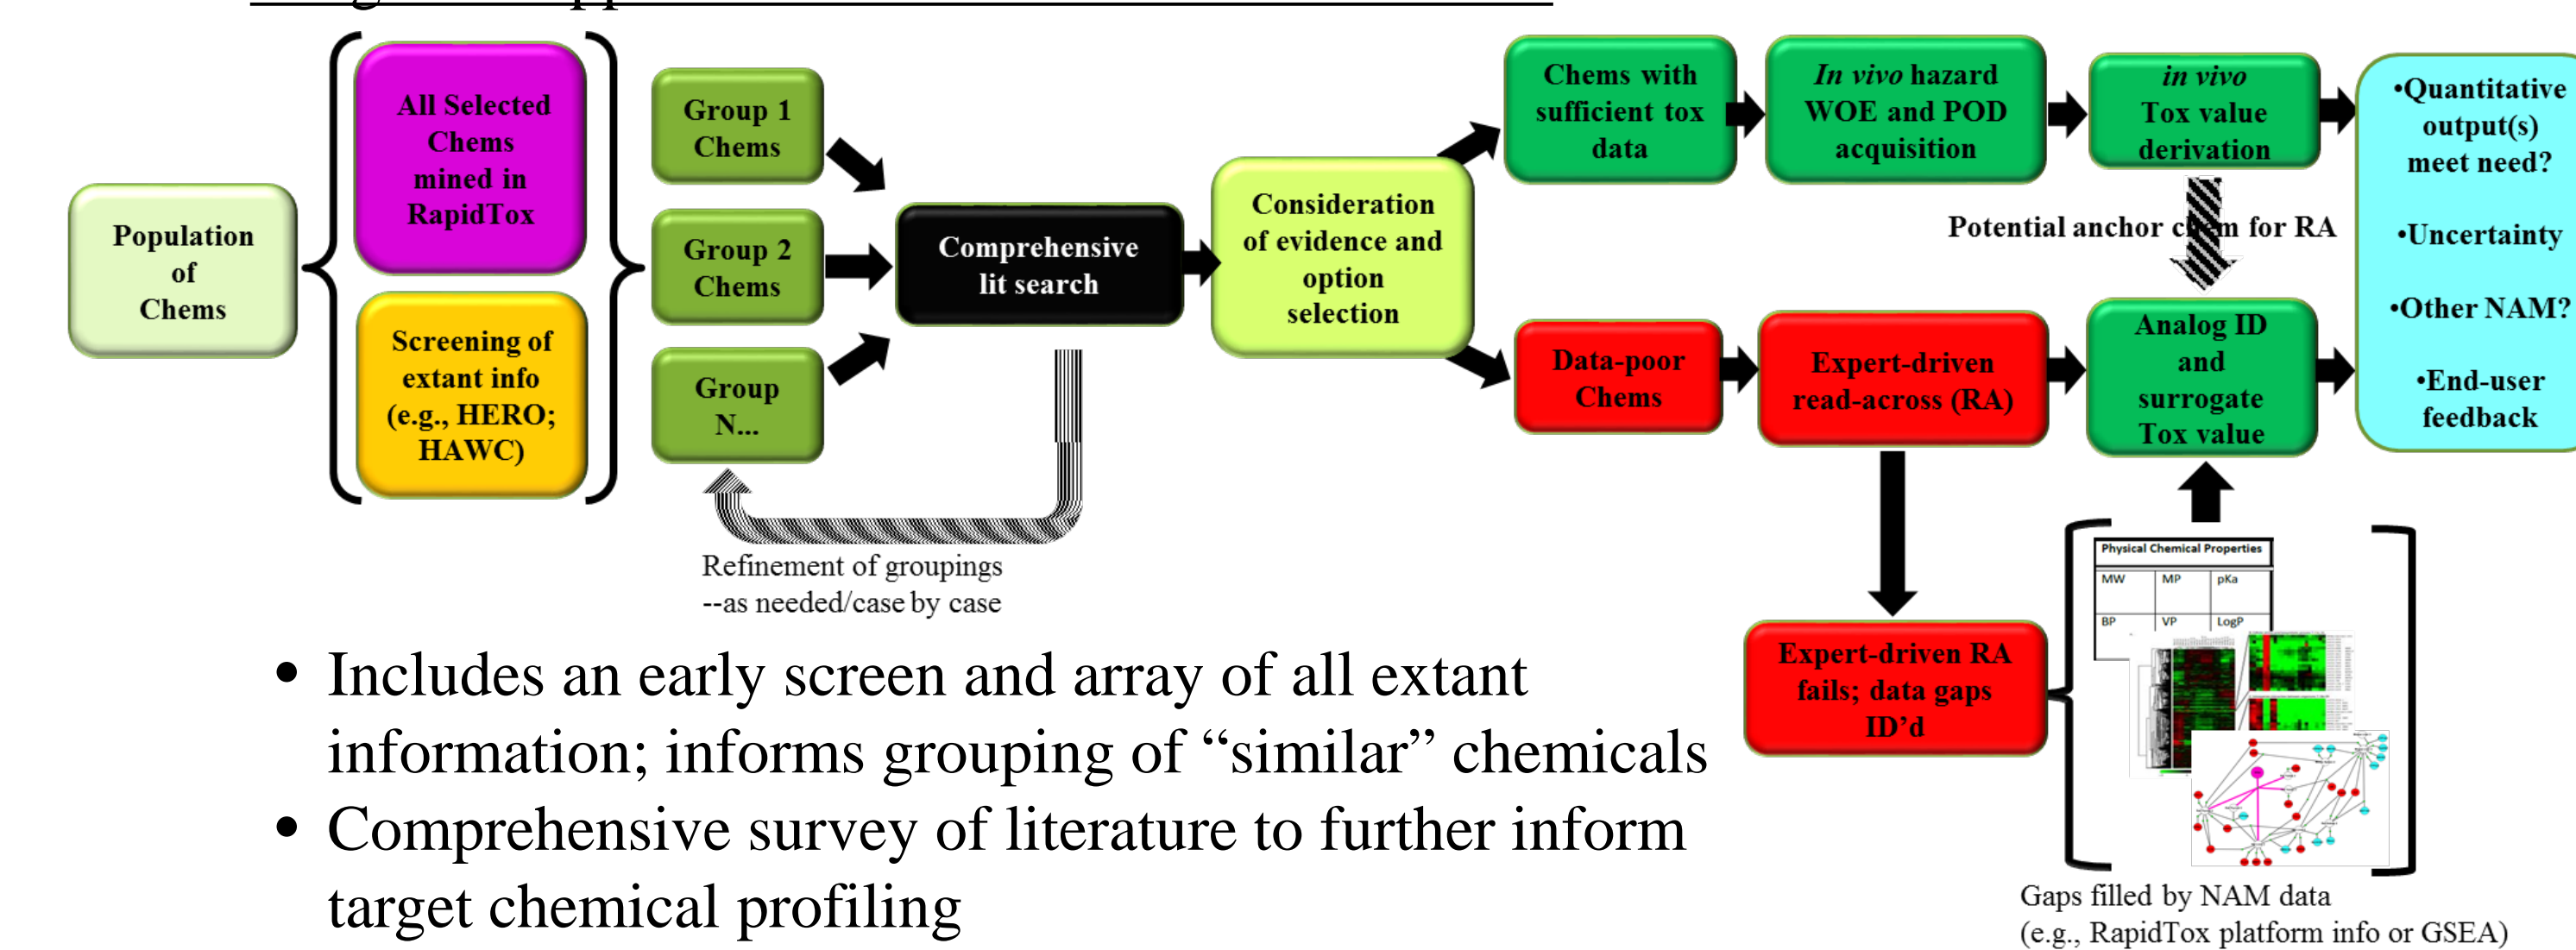 Population
of
Chems
All Selected
Chems
mined in
RapidTox
Screening of
extant info
(e.g., HERO;
HAWC)
Group 1
Chems
Group 2
Chems
Group
N...
Comprehensive
lit search
Refinement of groupings
--as needed/case by case
Consideration
of evidence and
option
selection
Chems with
sufficient tox
data
In vivo hazard
WOE and POD
acquisition
in vivo
Tox value
derivation
Potential anchor chem for RA
Data-poor
Chems
Expert-driven
read-across (RA)
Analog ID
and
surrogate
Tox value
•Quantitative
output(s)
meet need?
•Uncertainty
•Other NAM?
•End-user
feedback
Expert-driven RA
fails; data gaps
ID’d
Physical Chemical Properties
MW MP pKa
BP VP LogP
Gaps filled by NAM data
(e.g., RapidTox platform info or GSEA)
• Includes an early screen and array of all extant
information; informs grouping of “similar” chemicals
• Comprehensive survey of literature to further inform
target chemical profiling